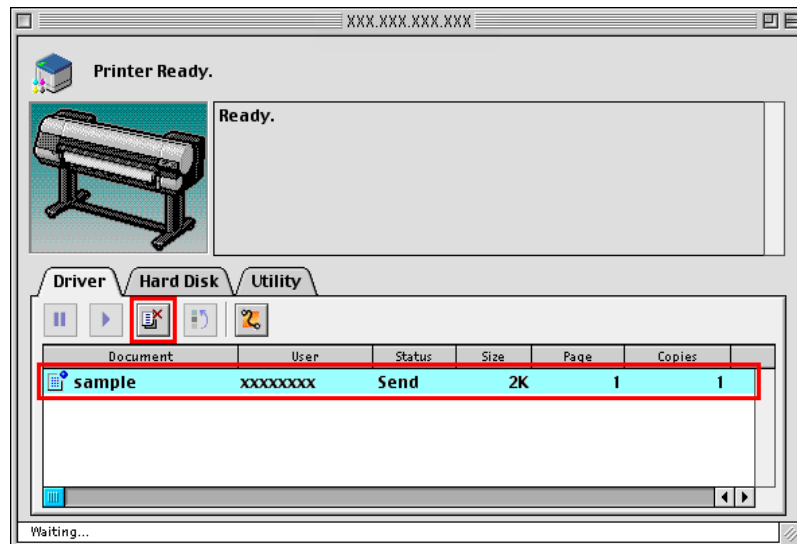 XXX.XXX.XXX.XXX
Printer Ready.
Ready.
Driver Hard Disk Utility
Document User Status Size Page Copies
sample xxxxxxxx Send 2K 1 1
Waiting...